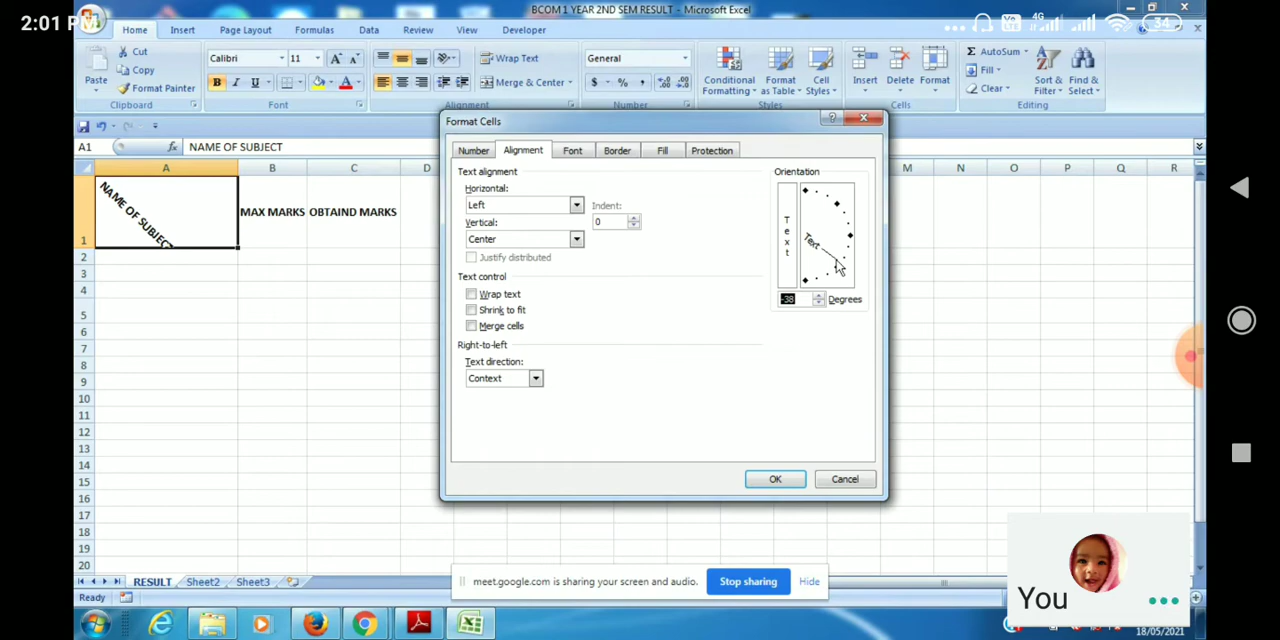 2:01 PM
BCOM 1 YEAR 2ND SEM RESULT - Microsoft Excel
4G
34
Home Insert Page Layout Formulas Data Review View Developer
Cut
Copy
Format Painter
Paste
Clipboard
Calibri 11
B I U
Font
Wrap Text
Merge & Center
Alignment
General
$ % ,
Number
Conditional Formatting
Format as Table
Cell Styles
Styles
Insert Delete Format
Cells
AutoSum
Fill
Clear
Sort & Filter
Find & Select
Editing
A1 fx NAME OF SUBJECT
A B C D M N O P Q R
1 NAME OF SUBJECT MAX MARKS OBTAIND MARKS
2
3
4
5
6
7
8
9
10
11
12
13
14
15
16
17
18
19
20
Format Cells
Number Alignment Font Border Fill Protection
Text alignment
Horizontal:
Left
Indent:
0
Vertical:
Center
Justify distributed
Text control
Wrap text
Shrink to fit
Merge cells
Right-to-left
Text direction:
Context
Orientation
Text
Text
-38 Degrees
OK Cancel
RESULT Sheet2 Sheet3
meet.google.com is sharing your screen and audio. Stop sharing Hide
Ready
You
18/05/2021